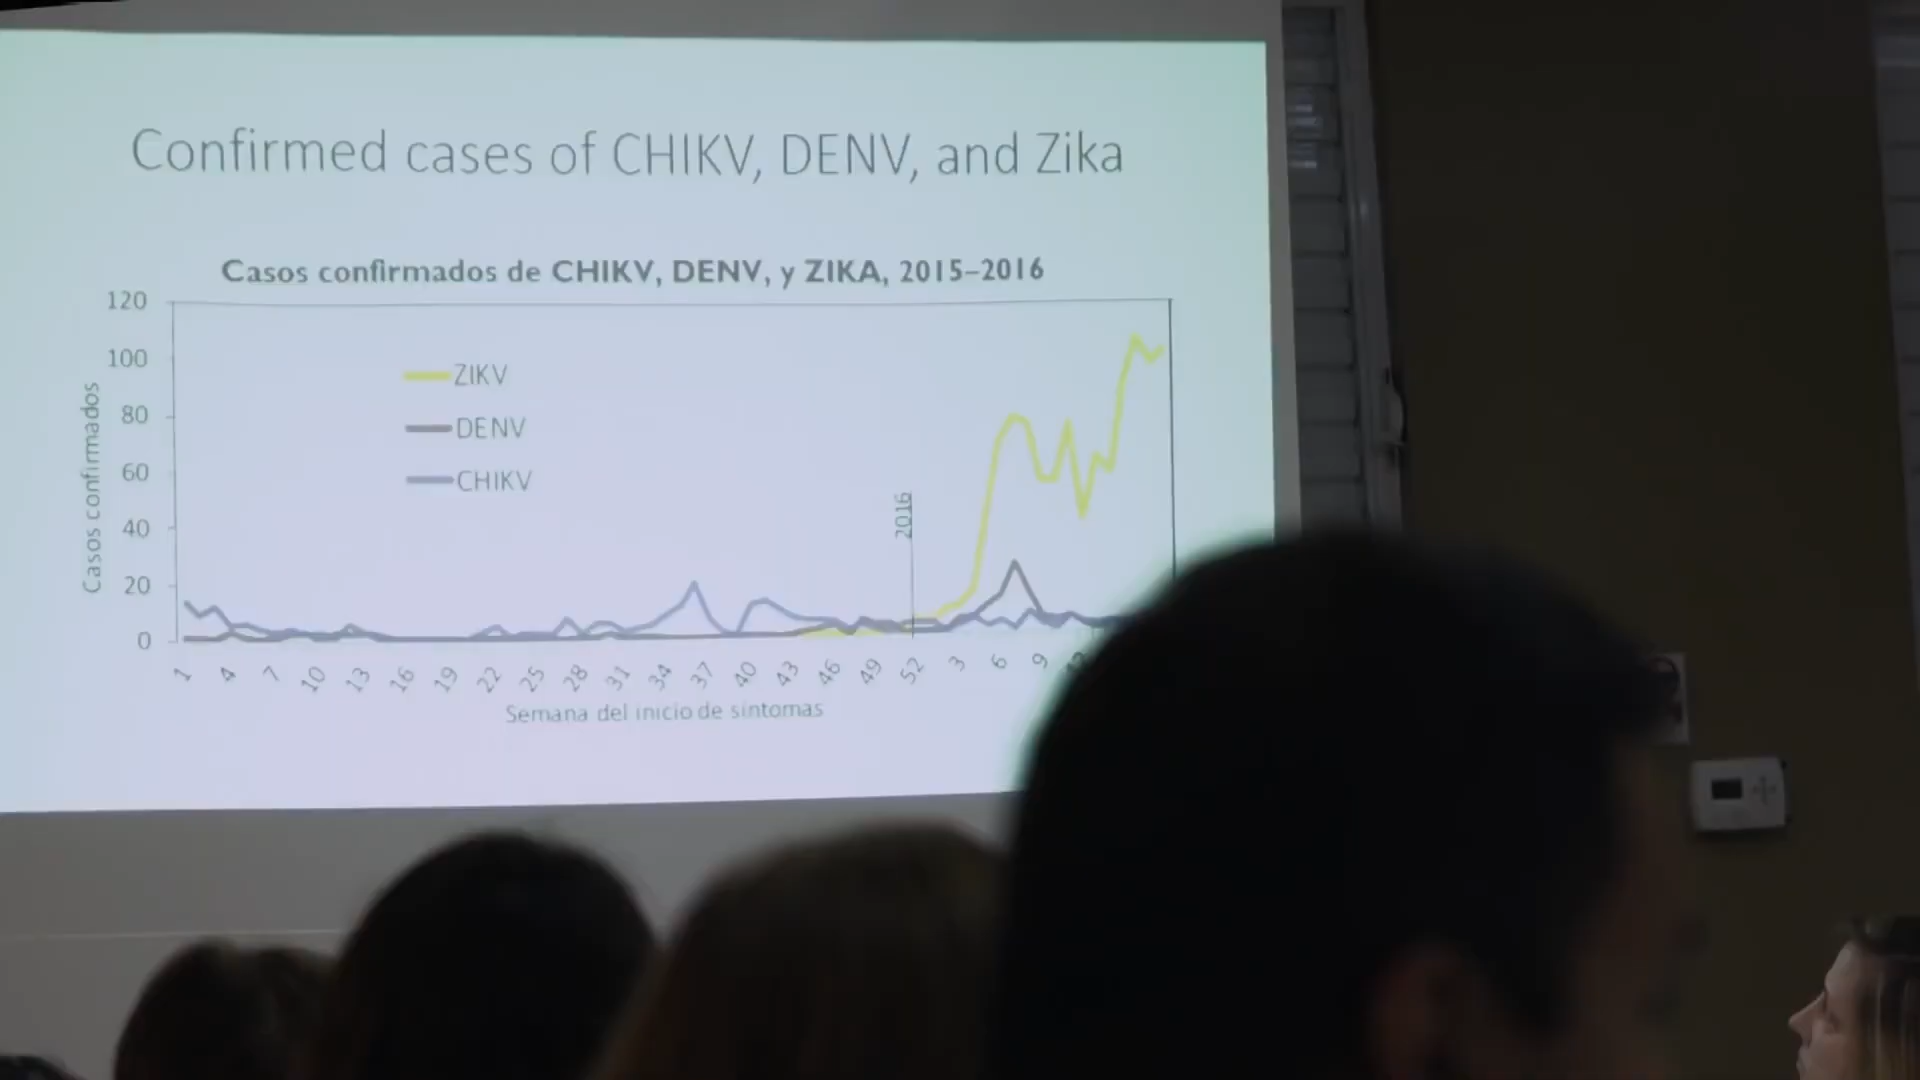 Confirmed cases of CHIKV, DENV, and Zika
Casos confirmados de CHIKV, DENV, y ZIKA, 2015–2016
120
100
80
60
40
20
0
Casos confirmados
ZIKV
DENV
CHIKV
2016
1 4 7 10 13 16 19 22 25 28 31 34 37 40 43 46 49 52 3 6 9
Semana del inicio de sintomas